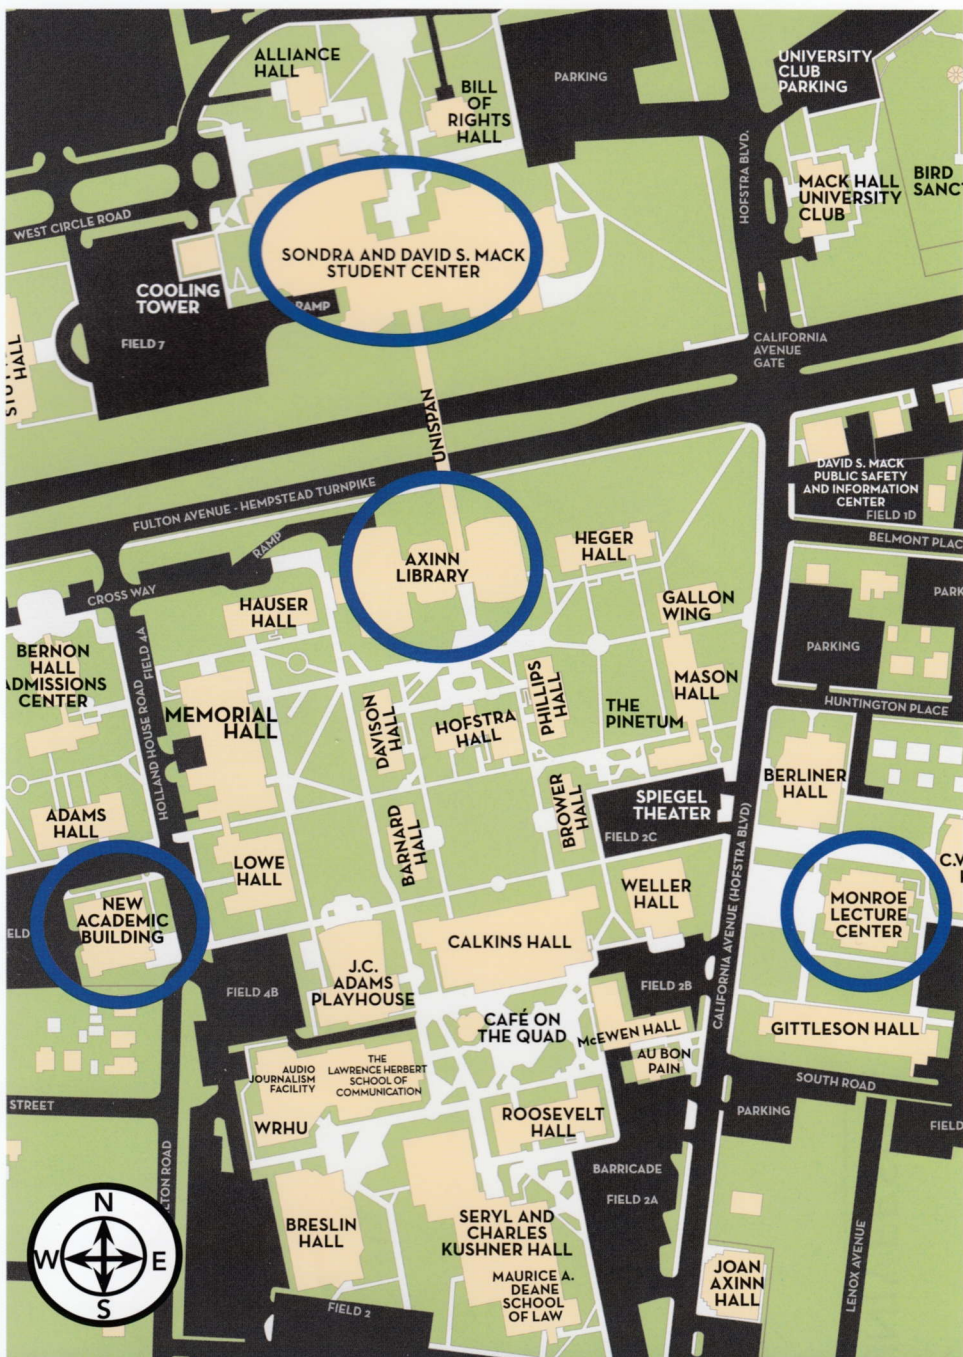 ALLIANCE
HALL
BILL
OF
RIGHTS
HALL
PARKING
UNIVERSITY
CLUB
PARKING
HOFSTRA BLVD.
MACK HALL
UNIVERSITY
CLUB
BIRD
SANCT
WEST CIRCLE ROAD
SONDRA AND DAVID S. MACK
STUDENT CENTER
COOLING
TOWER
RAMP
FIELD 7
HALL
CALIFORNIA
AVENUE
GATE
UNISPAN
FULTON AVENUE - HEMPSTEAD TURNPIKE
DAVID S. MACK
PUBLIC SAFETY
AND INFORMATION
CENTER
FIELD 1D
BELMONT PLAC
RAMP
AXINN
LIBRARY
HEGER
HALL
CROSS WAY
HAUSER
HALL
GALLON
WING
PARK
PARKING
BERNON
HALL
ADMISSIONS
CENTER
FIELD 4A
HOLLAND HOUSE ROAD
MEMORIAL
HALL
DAVISON
HALL
HOFSTRA
HALL
PHILLIPS
HALL
THE
PINETUM
MASON
HALL
HUNTINGTON PLACE
BERLINER
HALL
ADAMS
HALL
BARNARD
HALL
BROWER
HALL
SPIEGEL
THEATER
FIELD 2C
CALIFORNIA AVENUE (HOFSTRA BLVD)
LOWE
HALL
WELLER
HALL
NEW
ACADEMIC
BUILDING
ELD
MONROE
LECTURE
CENTER
C.V
CALKINS HALL
J.C.
ADAMS
PLAYHOUSE
FIELD 4B
FIELD 2B
CAFÉ ON
THE QUAD
McEWEN HALL
GITTLESON HALL
AU BON
PAIN
AUDIO
JOURNALISM
FACILITY
THE
LAWRENCE HERBERT
SCHOOL OF
COMMUNICATION
SOUTH ROAD
STREET
WRHU
ROOSEVELT
HALL
PARKING
FIELD
BARRICADE
FIELD 2A
LTON ROAD
BRESLIN
HALL
SERYL AND
CHARLES
KUSHNER HALL
MAURICE A.
DEANE
SCHOOL
OF LAW
JOAN
AXINN
HALL
LENOX AVENUE
FIELD 2
N
W
E
S